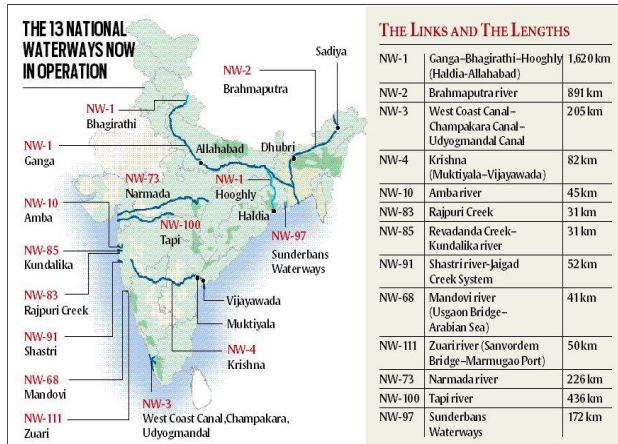 THE 13 NATIONAL
WATERWAYS NOW
IN OPERATION
Sadiya
NW-2
Brahmaputra
NW-1
Bhagirathi
NW-1
Ganga
Allahabad
Dhubri
NW-73
Narmada
NW-1
Hooghly
NW-10
Amba
NW-100
Tapi
Haldia
NW-97
Sunderbans
Waterways
NW-85
Kundalika
NW-83
Rajpuri Creek
Vijayawada
Muktiyala
NW-91
Shastri
NW-4
Krishna
NW-68
Mandovi
NW-3
West Coast Canal,Champakara,
Udyogmandal
NW-111
Zuari
THE LINKS AND THE LENGTHS
NW-1 Ganga–Bhagirathi–Hooghly 1,620 km
(Haldia-Allahabad)
NW-2 Brahmaputra river 891 km
NW-3 West Coast Canal– 205 km
Champakara Canal–
Udyogmandal Canal
NW-4 Krishna 82 km
(Muktiyala–Vijayawada)
NW-10 Amba river 45 km
NW-83 Rajpuri Creek 31 km
NW-85 Revadanda Creek– 31 km
Kundalika river
NW-91 Shastri river-Jaigad 52 km
Creek System
NW-68 Mandovi river 41 km
(Usgaon Bridge–
Arabian Sea)
NW-111 Zuari river (Sanvordem 50 km
Bridge–Marmugao Port)
NW-73 Narmada river 226 km
NW-100 Tapi river 436 km
NW-97 Sunderbans 172 km
Waterways